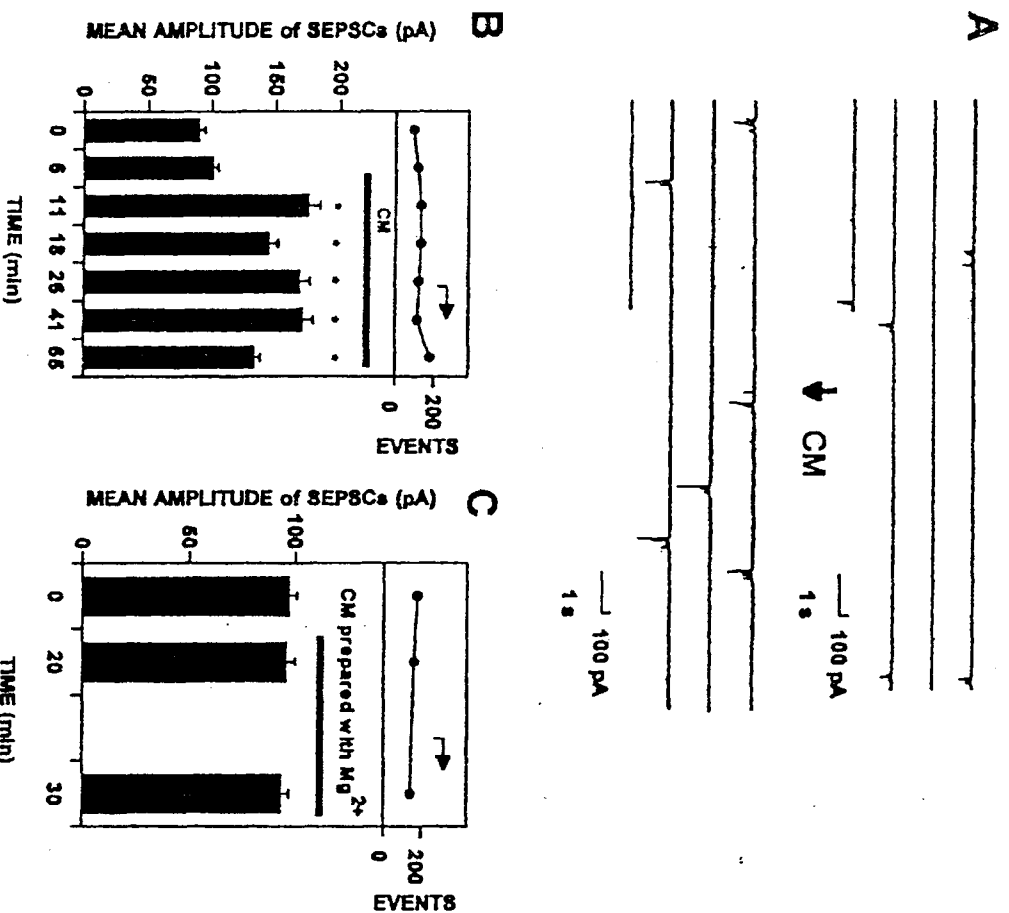 A
100 pA
1 s
CM
100 pA
1 s
B
MEAN AMPLITUDE of SEPSCs (pA)
200
150
100
50
0
200
0
EVENTS
CM
* * * * *
0 6 11 18 26 41
TIME (min)
C
MEAN AMPLITUDE of SEPSCs (pA)
100
50
0
200
0
EVENTS
CM prepared with Mg2+
0 20 30
TIME (min)